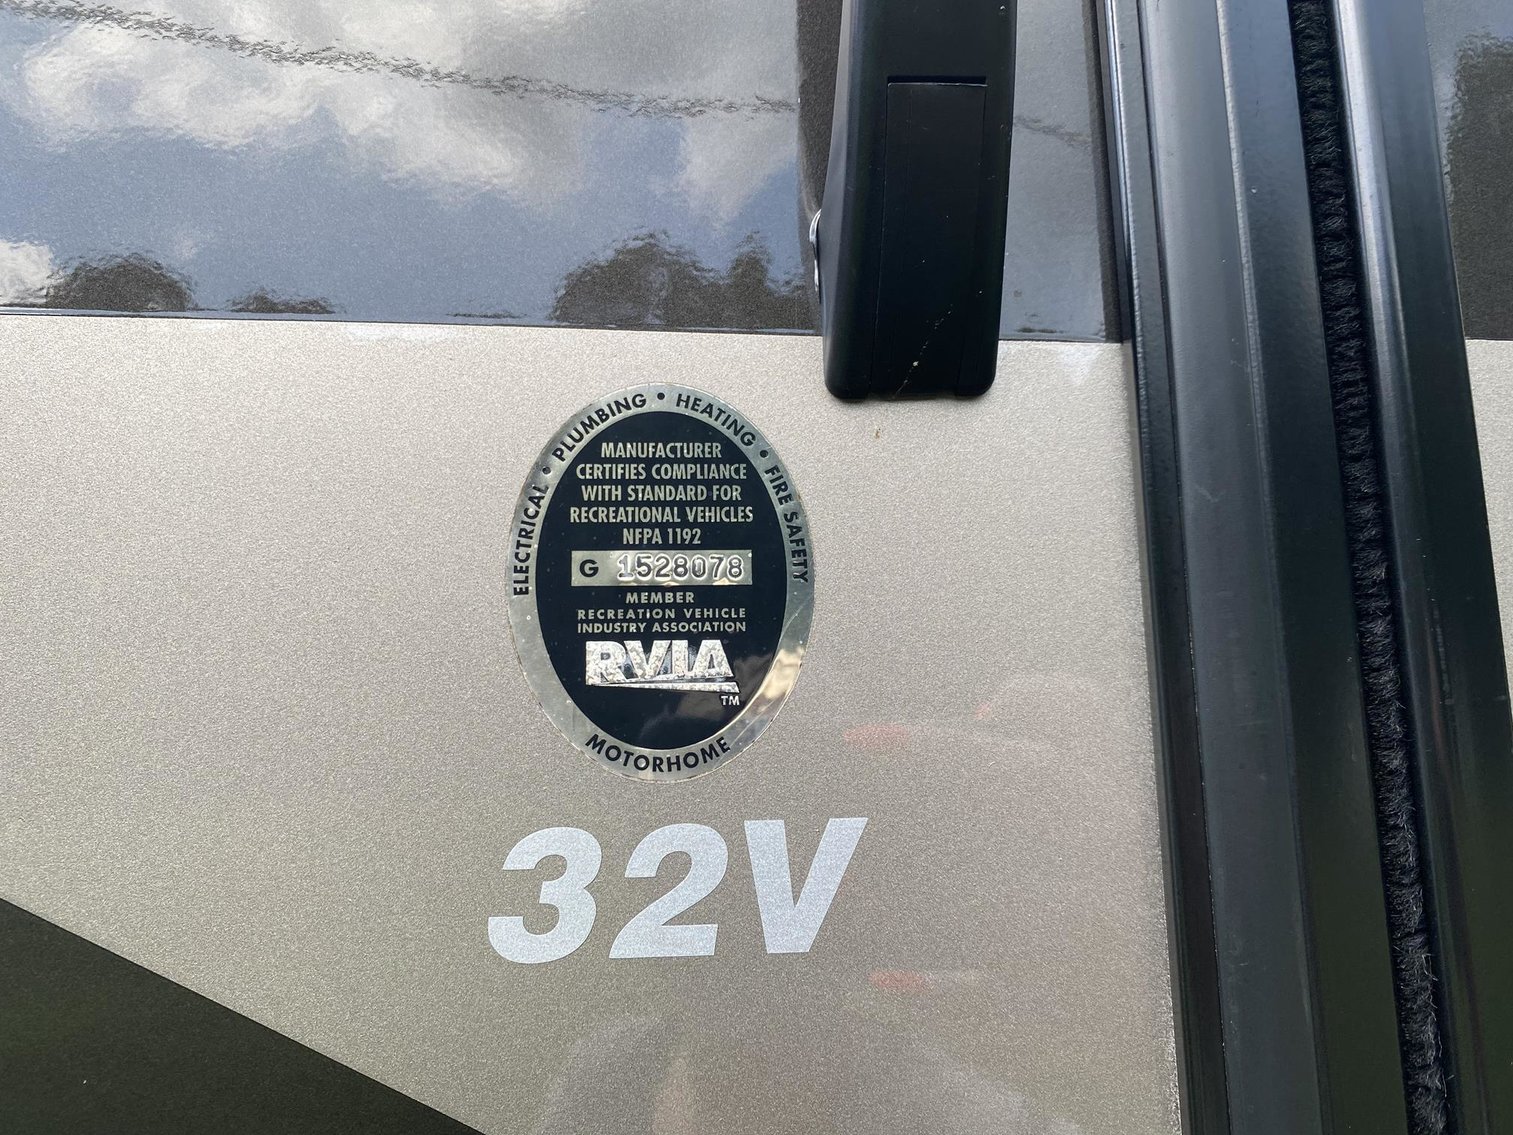 ELECTRICAL • PLUMBING • HEATING • FIRE SAFETY
MANUFACTURER
CERTIFIES COMPLIANCE
WITH STANDARD FOR
RECREATIONAL VEHICLES
NFPA 1192
G 1528078
MEMBER
RECREATION VEHICLE
INDUSTRY ASSOCIATION
RVIA
TM
MOTORHOME
32V